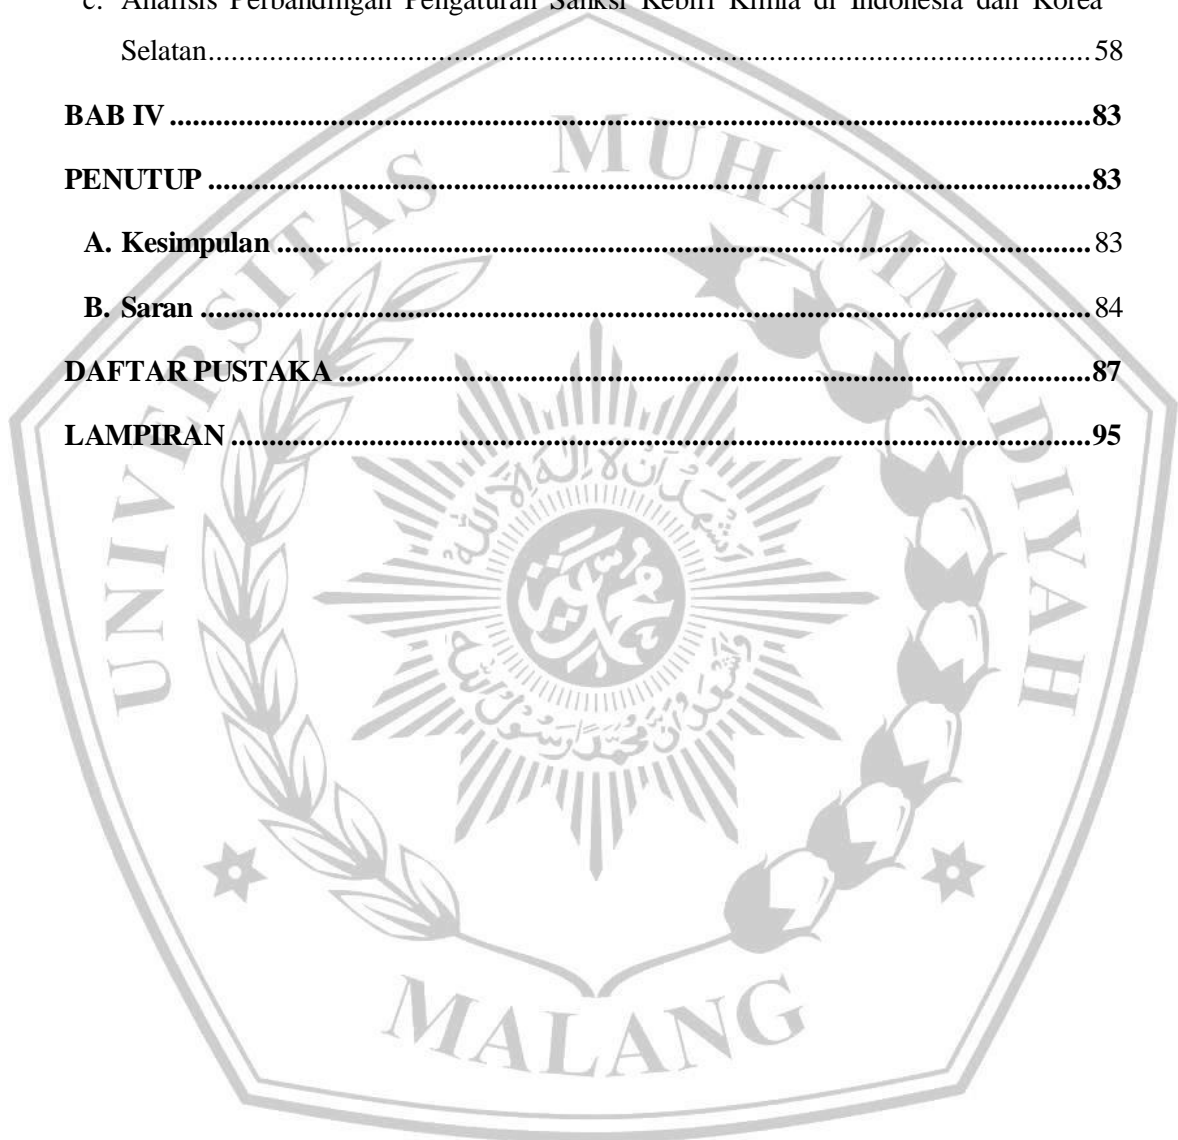 c. Analisis Perbandingan Pengaturan Sanksi Kebiri Kimia di Indonesia dan Korea
Selatan.......................................................................................................................58
BAB IV ...........................................................................................................................83
PENUTUP ......................................................................................................................83
A. Kesimpulan .............................................................................................................83
B. Saran .......................................................................................................................84
DAFTAR PUSTAKA ....................................................................................................87
LAMPIRAN ...................................................................................................................95
UNIVERSITAS MUHAMMADIYAH
MALANG